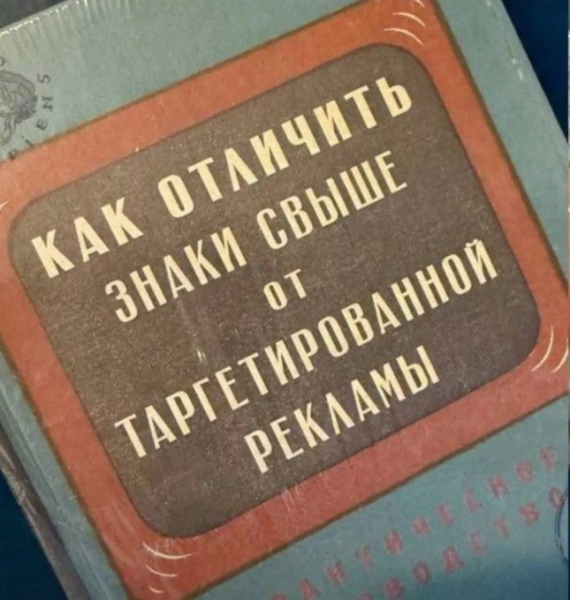 КАК ОТЛИЧИТЬ
ЗНАКИ СВЫШЕ
ОТ
ТАРГЕТИРОВАННОЙ
РЕКЛАМЫ